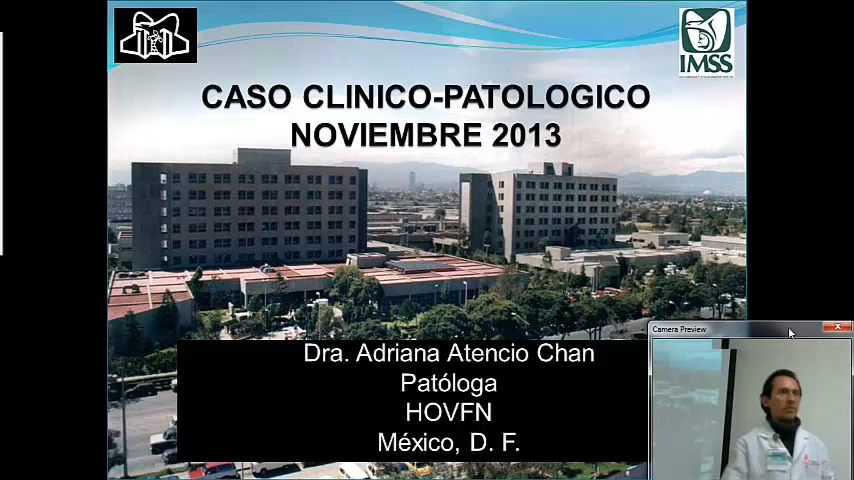 IMSS
CASO CLINICO-PATOLOGICO
NOVIEMBRE 2013
Camera Preview
Dra. Adriana Atencio Chan
Patóloga
HOVFN
México, D. F.